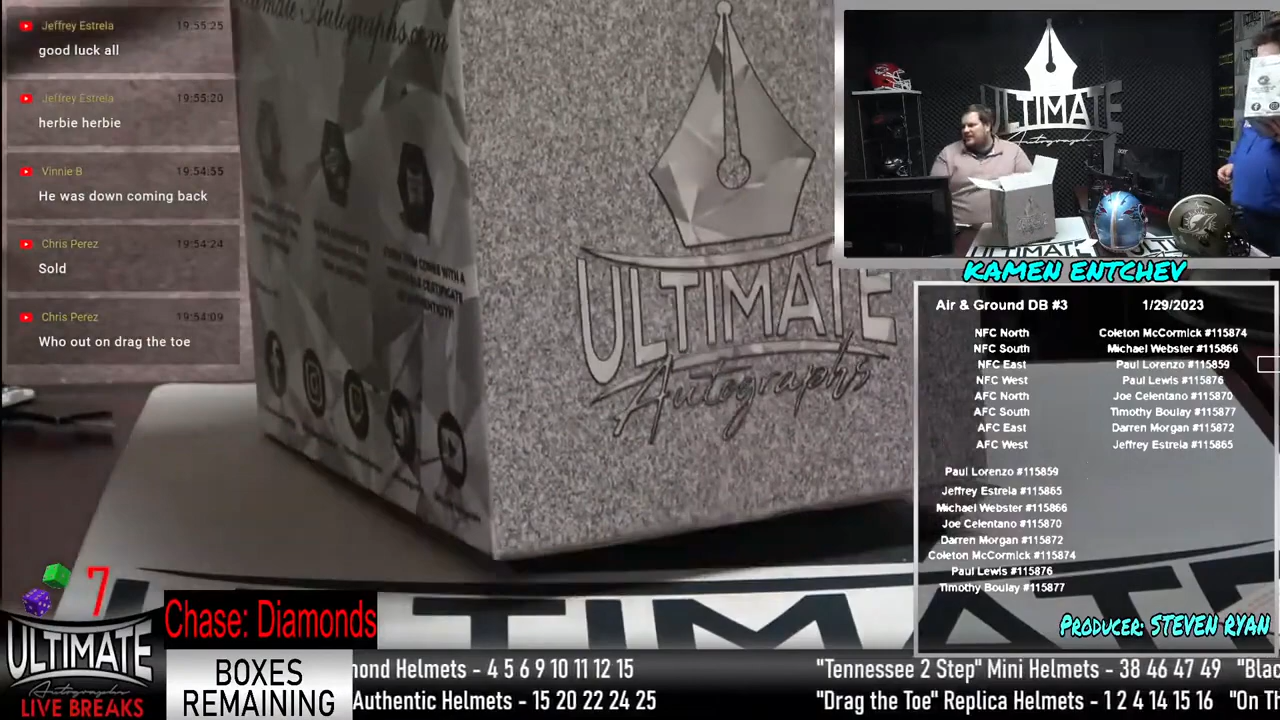 Jeffrey Estrela 19:55:25
good luck all
Jeffrey Estrela 19:55:20
herbie herbie
Vinnie B 19:54:55
He was down coming back
Chris Perez 19:54:24
Sold
Chris Perez 19:54:09
Who out on drag the toe
Autographs.com
ULTIMATE
Autographs
ULTIMATE
KAMEN ENTCHEV
Air & Ground DB #3 1/29/2023
NFC North Coleton McCormick #115874
NFC South Michael Webster #115866
NFC East Paul Lorenzo #115859
NFC West Paul Lewis #115876
AFC North Joe Celentano #115870
AFC South Timothy Boulay #115877
AFC East Darren Morgan #115872
AFC West Jeffrey Estrela #115865
Paul Lorenzo #115859
Jeffrey Estrela #115865
Michael Webster #115866
Joe Celentano #115870
Darren Morgan #115872
Coleton McCormick #115874
Paul Lewis #115876
Timothy Boulay #115877
Producer: STEVEN RYAN
7
ULTIMATE
Autographs
LIVE BREAKS
Chase: Diamonds
BOXES
REMAINING
mond Helmets - 4 5 6 9 10 11 12 15 "Tennessee 2 Step" Mini Helmets - 38 46 47 49 "Blac
Authentic Helmets - 15 20 22 24 25 "Drag the Toe" Replica Helmets - 1 2 4 14 15 16 "On Th